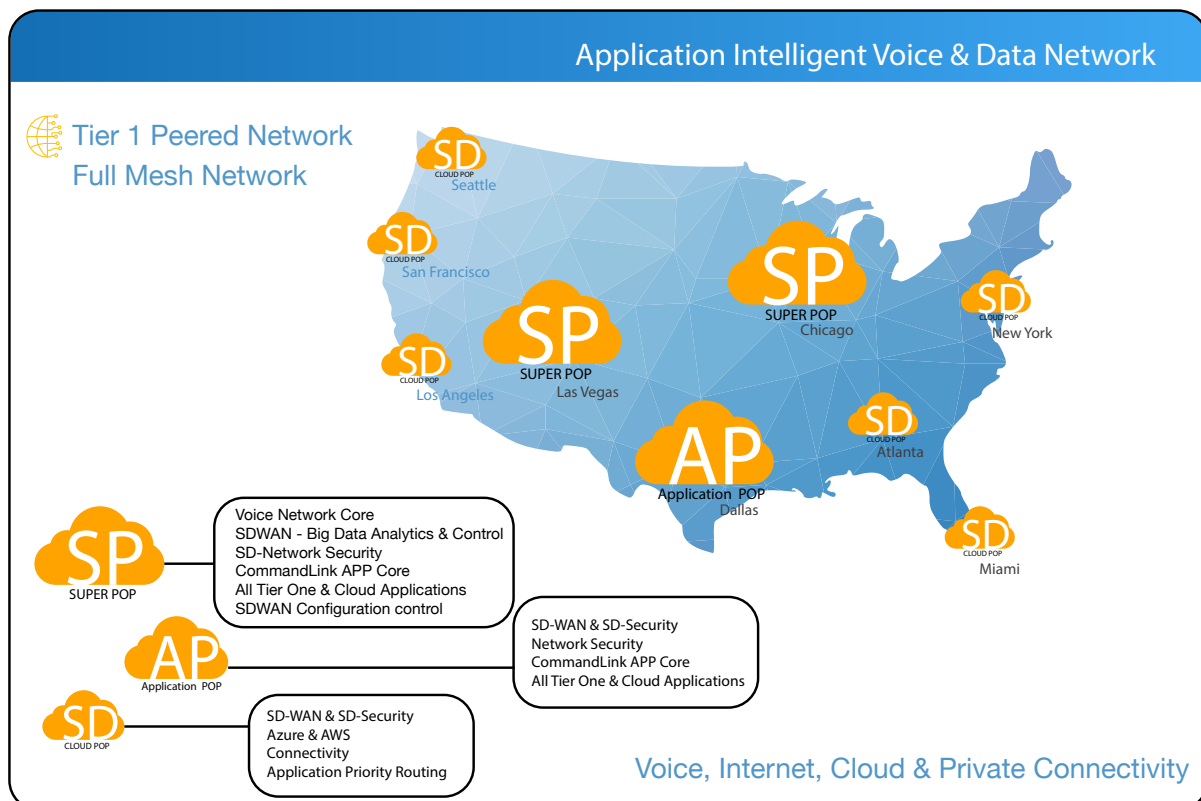 Application Intelligent Voice & Data Network
Tier 1 Peered Network
Full Mesh Network
SD
CLOUD POP
Seattle
SD
CLOUD POP
San Francisco
SP
SUPER POP
Chicago
SD
CLOUD POP
New York
SP
SUPER POP
Las Vegas
SD
CLOUD POP
Los Angeles
SD
CLOUD POP
Atlanta
AP
Application POP
Dallas
SD
CLOUD POP
Miami
SP
SUPER POP
Voice Network Core
SDWAN - Big Data Analytics & Control
SD-Network Security
CommandLink APP Core
All Tier One & Cloud Applications
SDWAN Configuration control
AP
Application POP
SD-WAN & SD-Security
Network Security
CommandLink APP Core
All Tier One & Cloud Applications
SD
CLOUD POP
SD-WAN & SD-Security
Azure & AWS
Connectivity
Application Priority Routing
Voice, Internet, Cloud & Private Connectivity